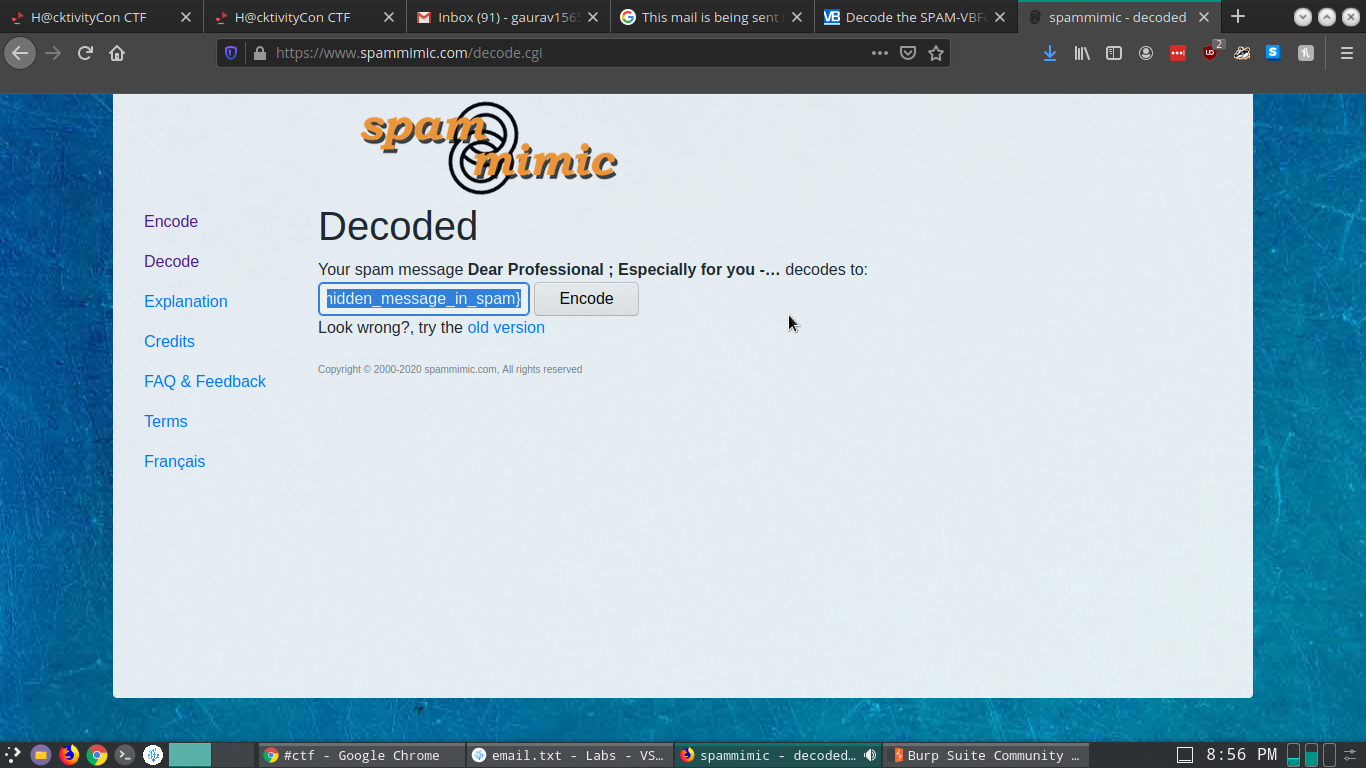 H@cktivityCon CTF
H@cktivityCon CTF
Inbox (91) - gaurav156
This mail is being sent
Decode the SPAM-VBF
spammimic - decoded
https://www.spammimic.com/decode.cgi
2
spam
mimic
Encode
Decode
Explanation
Credits
FAQ & Feedback
Terms
Français
Decoded
Your spam message Dear Professional ; Especially for you -… decodes to:
hidden_message_in_spam}
Encode
Look wrong?, try the old version
Copyright © 2000-2020 spammimic.com, All rights reserved
#ctf - Google Chrome
email.txt - Labs - VS…
spammimic - decoded…
Burp Suite Community …
8:56 PM